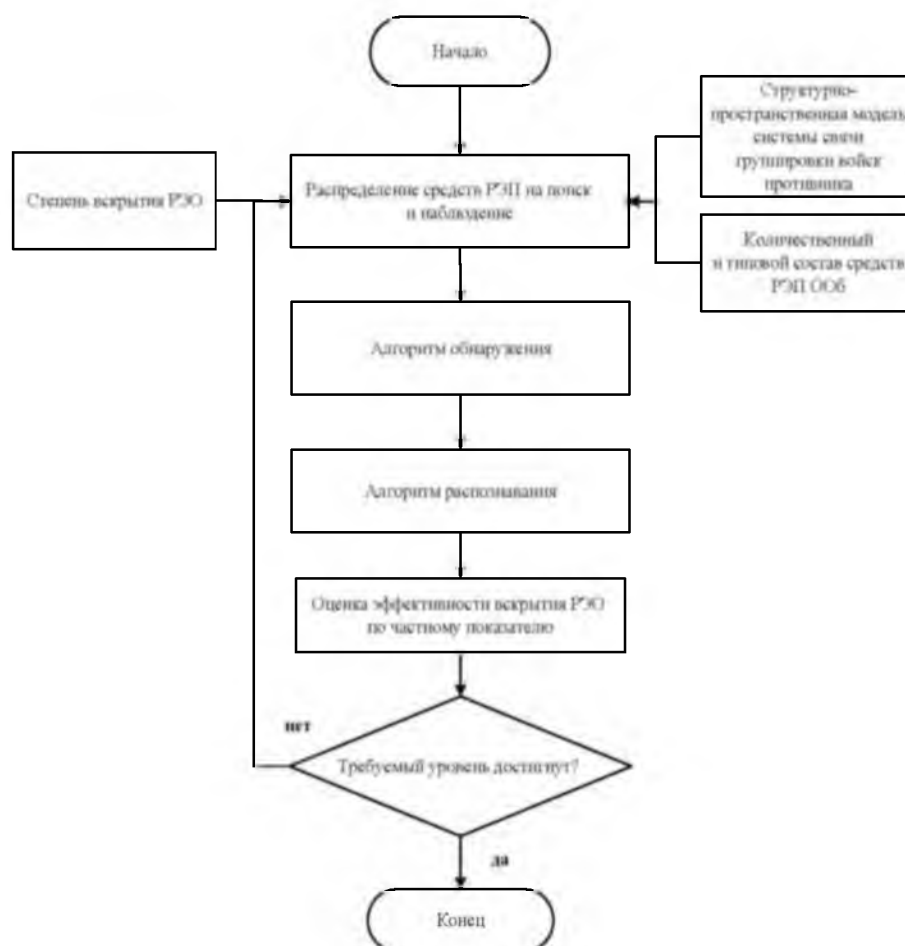 Начало
Структурно-
пространственная модель
системы связи
группировки войск
противника
Степень вскрытия РЭО
Распределение средств РЭП на поиск
и наблюдение
Количественный
и типовой состав средств
РЭП ООб
Алгоритм обнаружения
Алгоритм распознавания
Оценка эффективности вскрытия РЭО
по частному показателю
нет
Требуемый уровень достигнут?
да
Конец